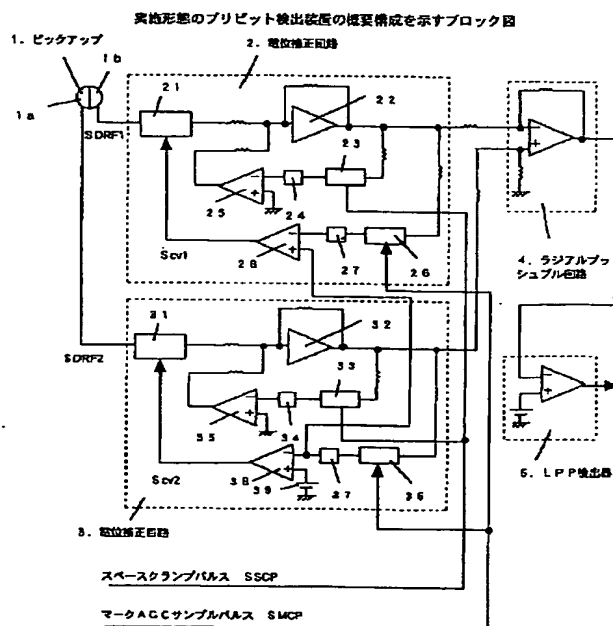 実施形態のプリピット検出装置の概要構成を示すブロック図
1. ピックアップ
1b
1a
2. 電位補正回路
21
22
SDRF1
23
24
25
Scv1
28
27
26
4. ラジアルプッ
シュプル回路
31
32
SDRF2
33
34
35
Scv2
38
39
37
36
5. LPP検出器
3. 電位補正回路
スペースクランプパルス SSCP
マークAGCサンプルパルス SMCP